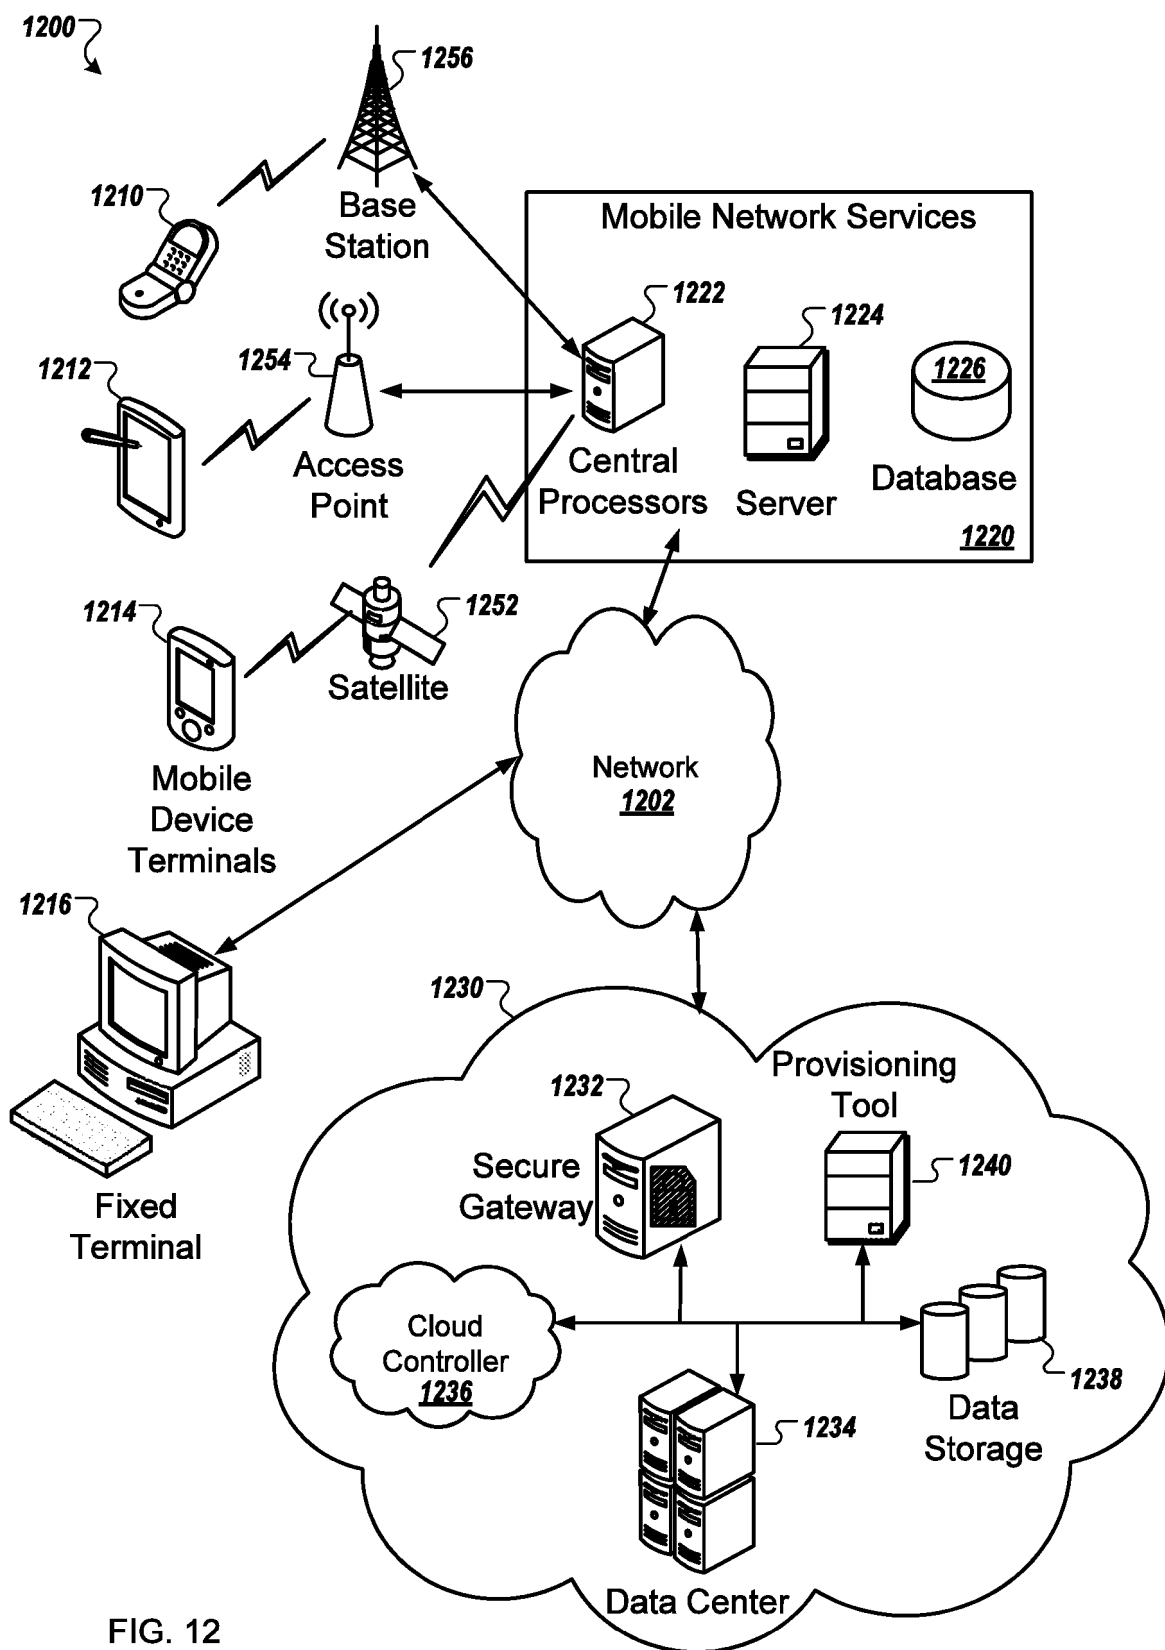 1200
1256
Base
Station
1210
Mobile Network Services
1222
Central
Processors
1224
Server
1226
Database
1220
1254
Access
Point
1212
1252
Satellite
1214
Mobile
Device
Terminals
Network
1202
1216
Fixed
Terminal
1230
Provisioning
Tool
1240
1232
Secure
Gateway
Cloud
Controller
1236
1238
Data
Storage
1234
Data Center
FIG. 12